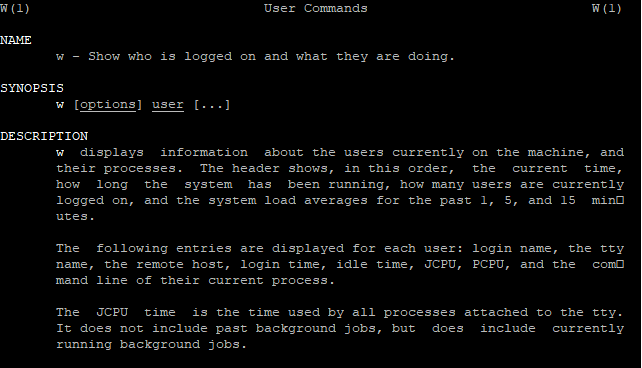 W(1) User Commands W(1)
NAME
w - Show who is logged on and what they are doing.
SYNOPSIS
w [options] user [...]
DESCRIPTION
w displays information about the users currently on the machine, and
their processes. The header shows, in this order, the current time,
how long the system has been running, how many users are currently
logged on, and the system load averages for the past 1, 5, and 15 min□
utes.
The following entries are displayed for each user: login name, the tty
name, the remote host, login time, idle time, JCPU, PCPU, and the com□
mand line of their current process.
The JCPU time is the time used by all processes attached to the tty.
It does not include past background jobs, but does include currently
running background jobs.